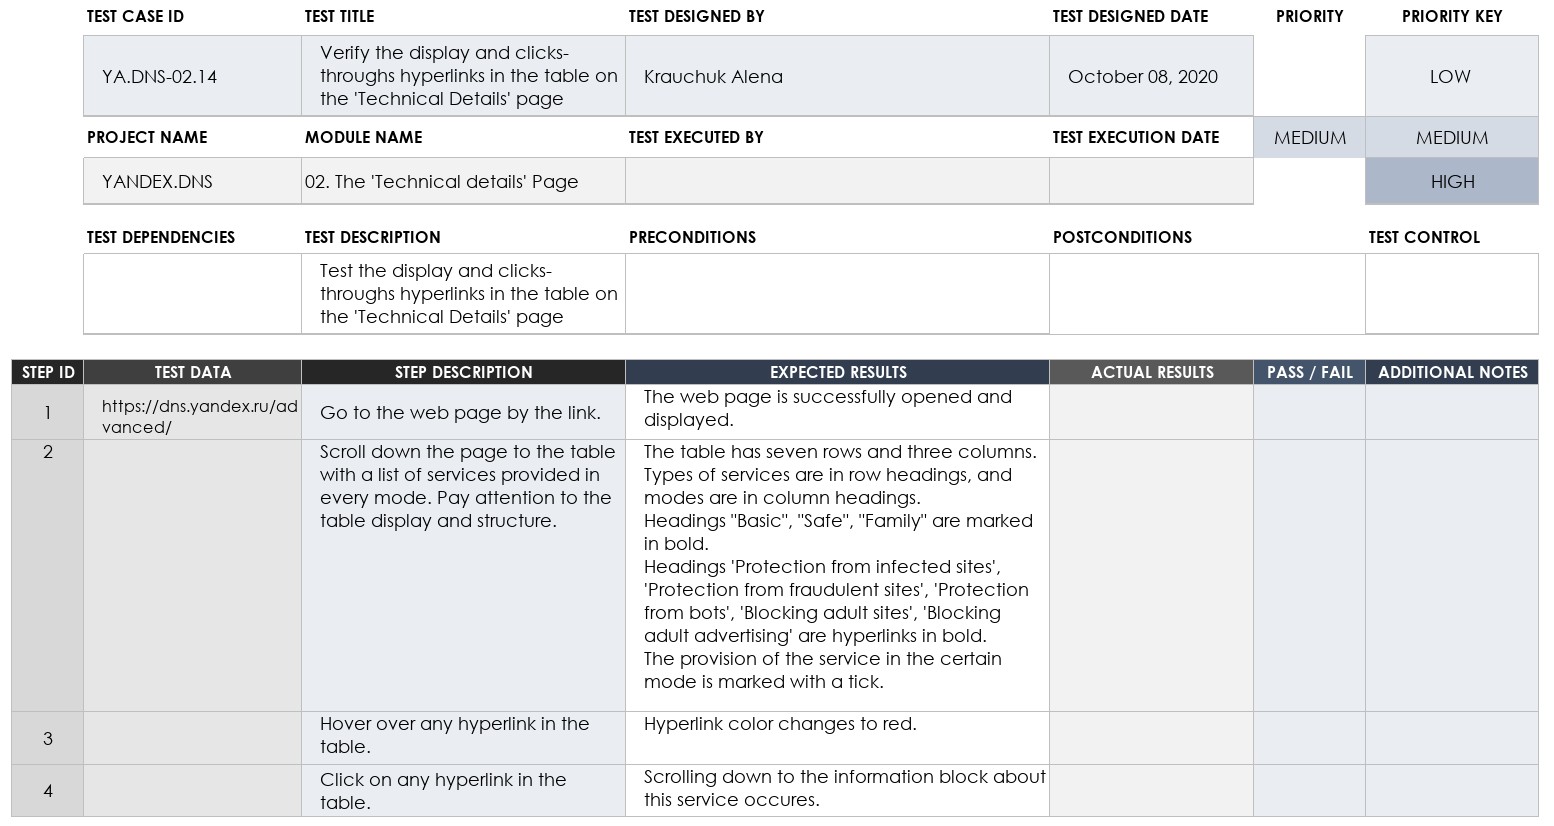 TEST CASE ID TEST TITLE TEST DESIGNED BY TEST DESIGNED DATE PRIORITY PRIORITY KEY
YA.DNS-02.14
Verify the display and clicks-
throughs hyperlinks in the table on
the 'Technical Details' page
Krauchuk Alena
October 08, 2020
LOW
PROJECT NAME MODULE NAME TEST EXECUTED BY TEST EXECUTION DATE MEDIUM MEDIUM
YANDEX.DNS 02. The 'Technical details' Page HIGH
TEST DEPENDENCIES TEST DESCRIPTION PRECONDITIONS POSTCONDITIONS TEST CONTROL
Test the display and clicks-
throughs hyperlinks in the table on
the 'Technical Details' page
STEP ID TEST DATA STEP DESCRIPTION EXPECTED RESULTS ACTUAL RESULTS PASS / FAIL ADDITIONAL NOTES
1
https://dns.yandex.ru/ad
vanced/
Go to the web page by the link.
The web page is successfully opened and
displayed.
2
Scroll down the page to the table
with a list of services provided in
every mode. Pay attention to the
table display and structure.
The table has seven rows and three columns.
Types of services are in row headings, and
modes are in column headings.
Headings "Basic", "Safe", "Family" are marked
in bold.
Headings 'Protection from infected sites',
'Protection from fraudulent sites', 'Protection
from bots', 'Blocking adult sites', 'Blocking
adult advertising' are hyperlinks in bold.
The provision of the service in the certain
mode is marked with a tick.
3
Hover over any hyperlink in the
table.
Hyperlink color changes to red.
4
Click on any hyperlink in the
table.
Scrolling down to the information block about
this service occures.